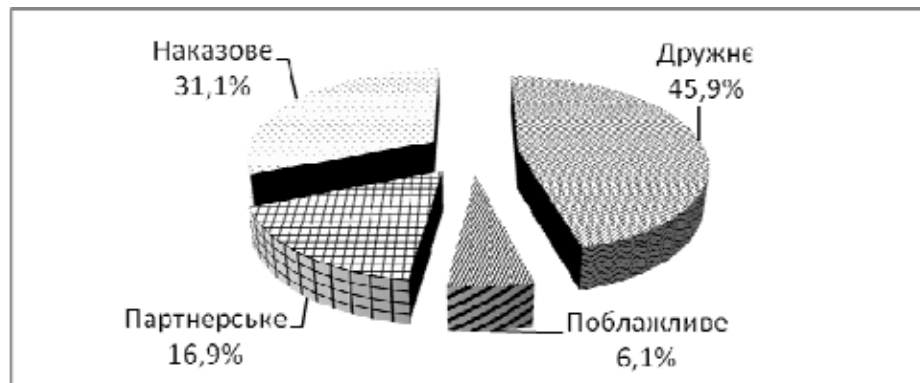 Наказове
31,1%
Дружнє
45,9%
Партнерське
16,9%
Поблажливе
6,1%